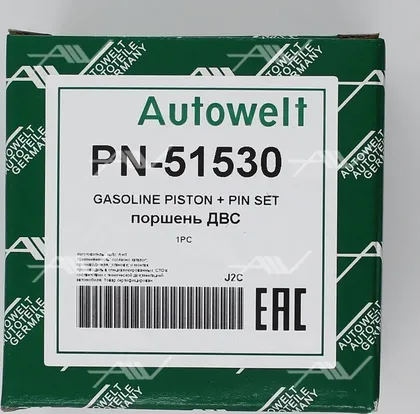 Autowelt
PN-51530
GASOLINE PISTON + PIN SET
поршень ДВС
1PC
J2C
EAC
AUTOWELT
AUTOTEILE
GERMANY